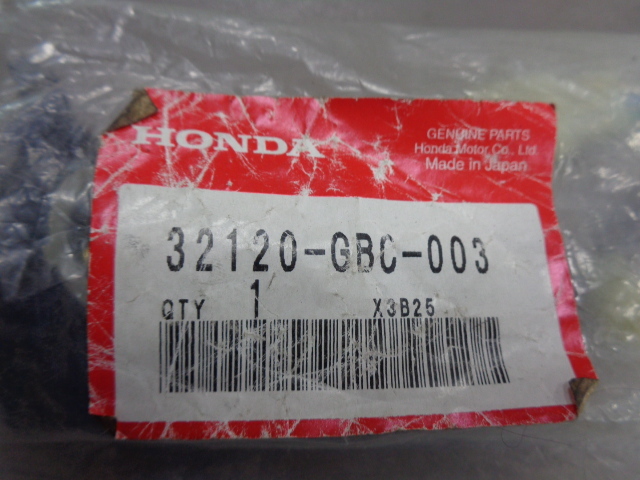 HONDA
GENUINE PARTS
Honda Motor Co., Ltd.
Made in Japan
32120-GBC-003
QTY 1 X3B25